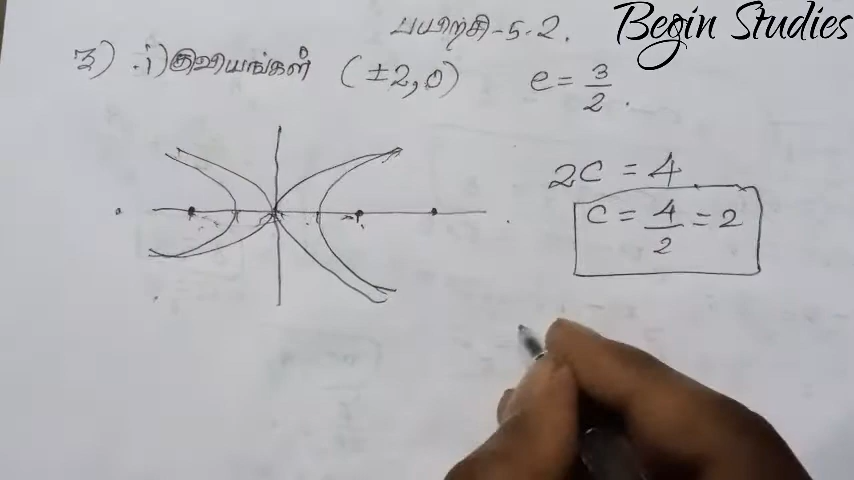 Begin Studies
பயிற்சி-5.2.
3) i) குவியங்கள் (±2,0) e = 3/2.
2C = 4
C = 4/2 = 2